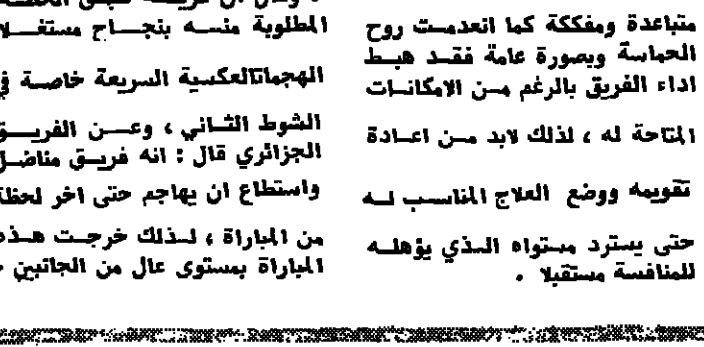 متباعدة ومفككة كما انعدمت روح
الحماسة وبصورة عامة فقد هبط
اداء الفريق بالرغم من الامكانات
المتاحة له ، لذلك لابد من اعادة
تقويمه ووضع العلاج المناسب له
حتى يسترد مستواه الذي يؤهله
للمنافسة مستقبلا .
المطلوبة منسه بنجاح مستغلا
الهجماتالعكسية السريعة خاصة في
الشوط الثاني ، وعن الفريق
الجزائري قال : انه فريق مناضل
واستطاع ان يهاجم حتى اخر لحظة
من المباراة ، لذلك خرجت هذه
المباراة بمستوى عال من الجانبين